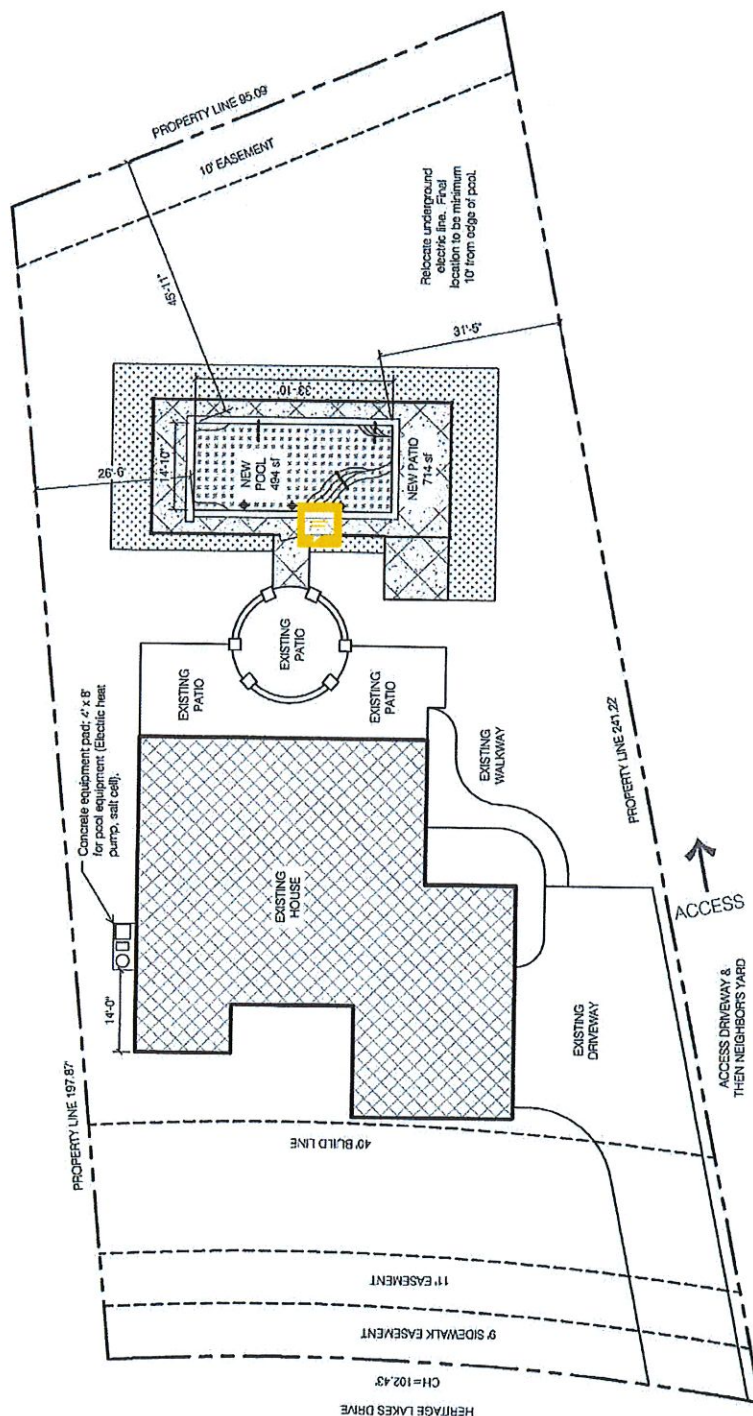 PROPERTY LINE 95.09'
10' EASEMENT
45'-11"
Relocate underground
electric line. Final
location to be minimum
10' from edge of pool.
31'-5"
33'-10"
26'-6"
14'-10"
NEW
POOL
494 sf
NEW PATIO
714 sf
EXISTING
PATIO
EXISTING
PATIO
EXISTING
PATIO
Concrete equipment pad; 4' x 8'
for pool equipment (Electric heat
pump, salt cell).
EXISTING
WALKWAY
PROPERTY LINE 241.22'
EXISTING
HOUSE
14'-0"
ACCESS
ACCESS DRIVEWAY &
THEN NEIGHBOR'S YARD
EXISTING
DRIVEWAY
PROPERTY LINE 197.87'
40' BUILD LINE
11' EASEMENT
9' SIDEWALK EASEMENT
CH=102.43'
HERITAGE LAKES DRIVE